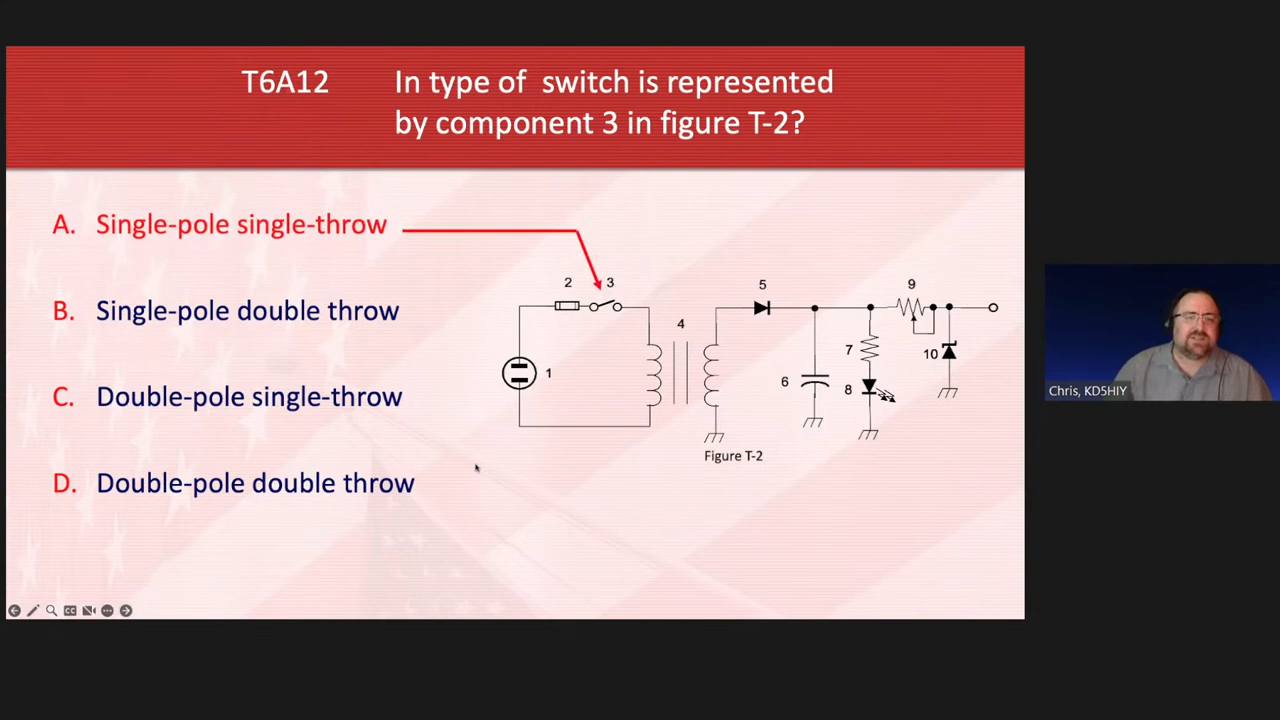 T6A12
In type of  switch is represented
by component 3 in figure T-2?
A. Single-pole single-throw
B. Single-pole double throw
C. Double-pole single-throw
D. Double-pole double throw
2
3
5
9
4
1
7
10
6
8
Figure T-2
CC
Chris, KD5HIY